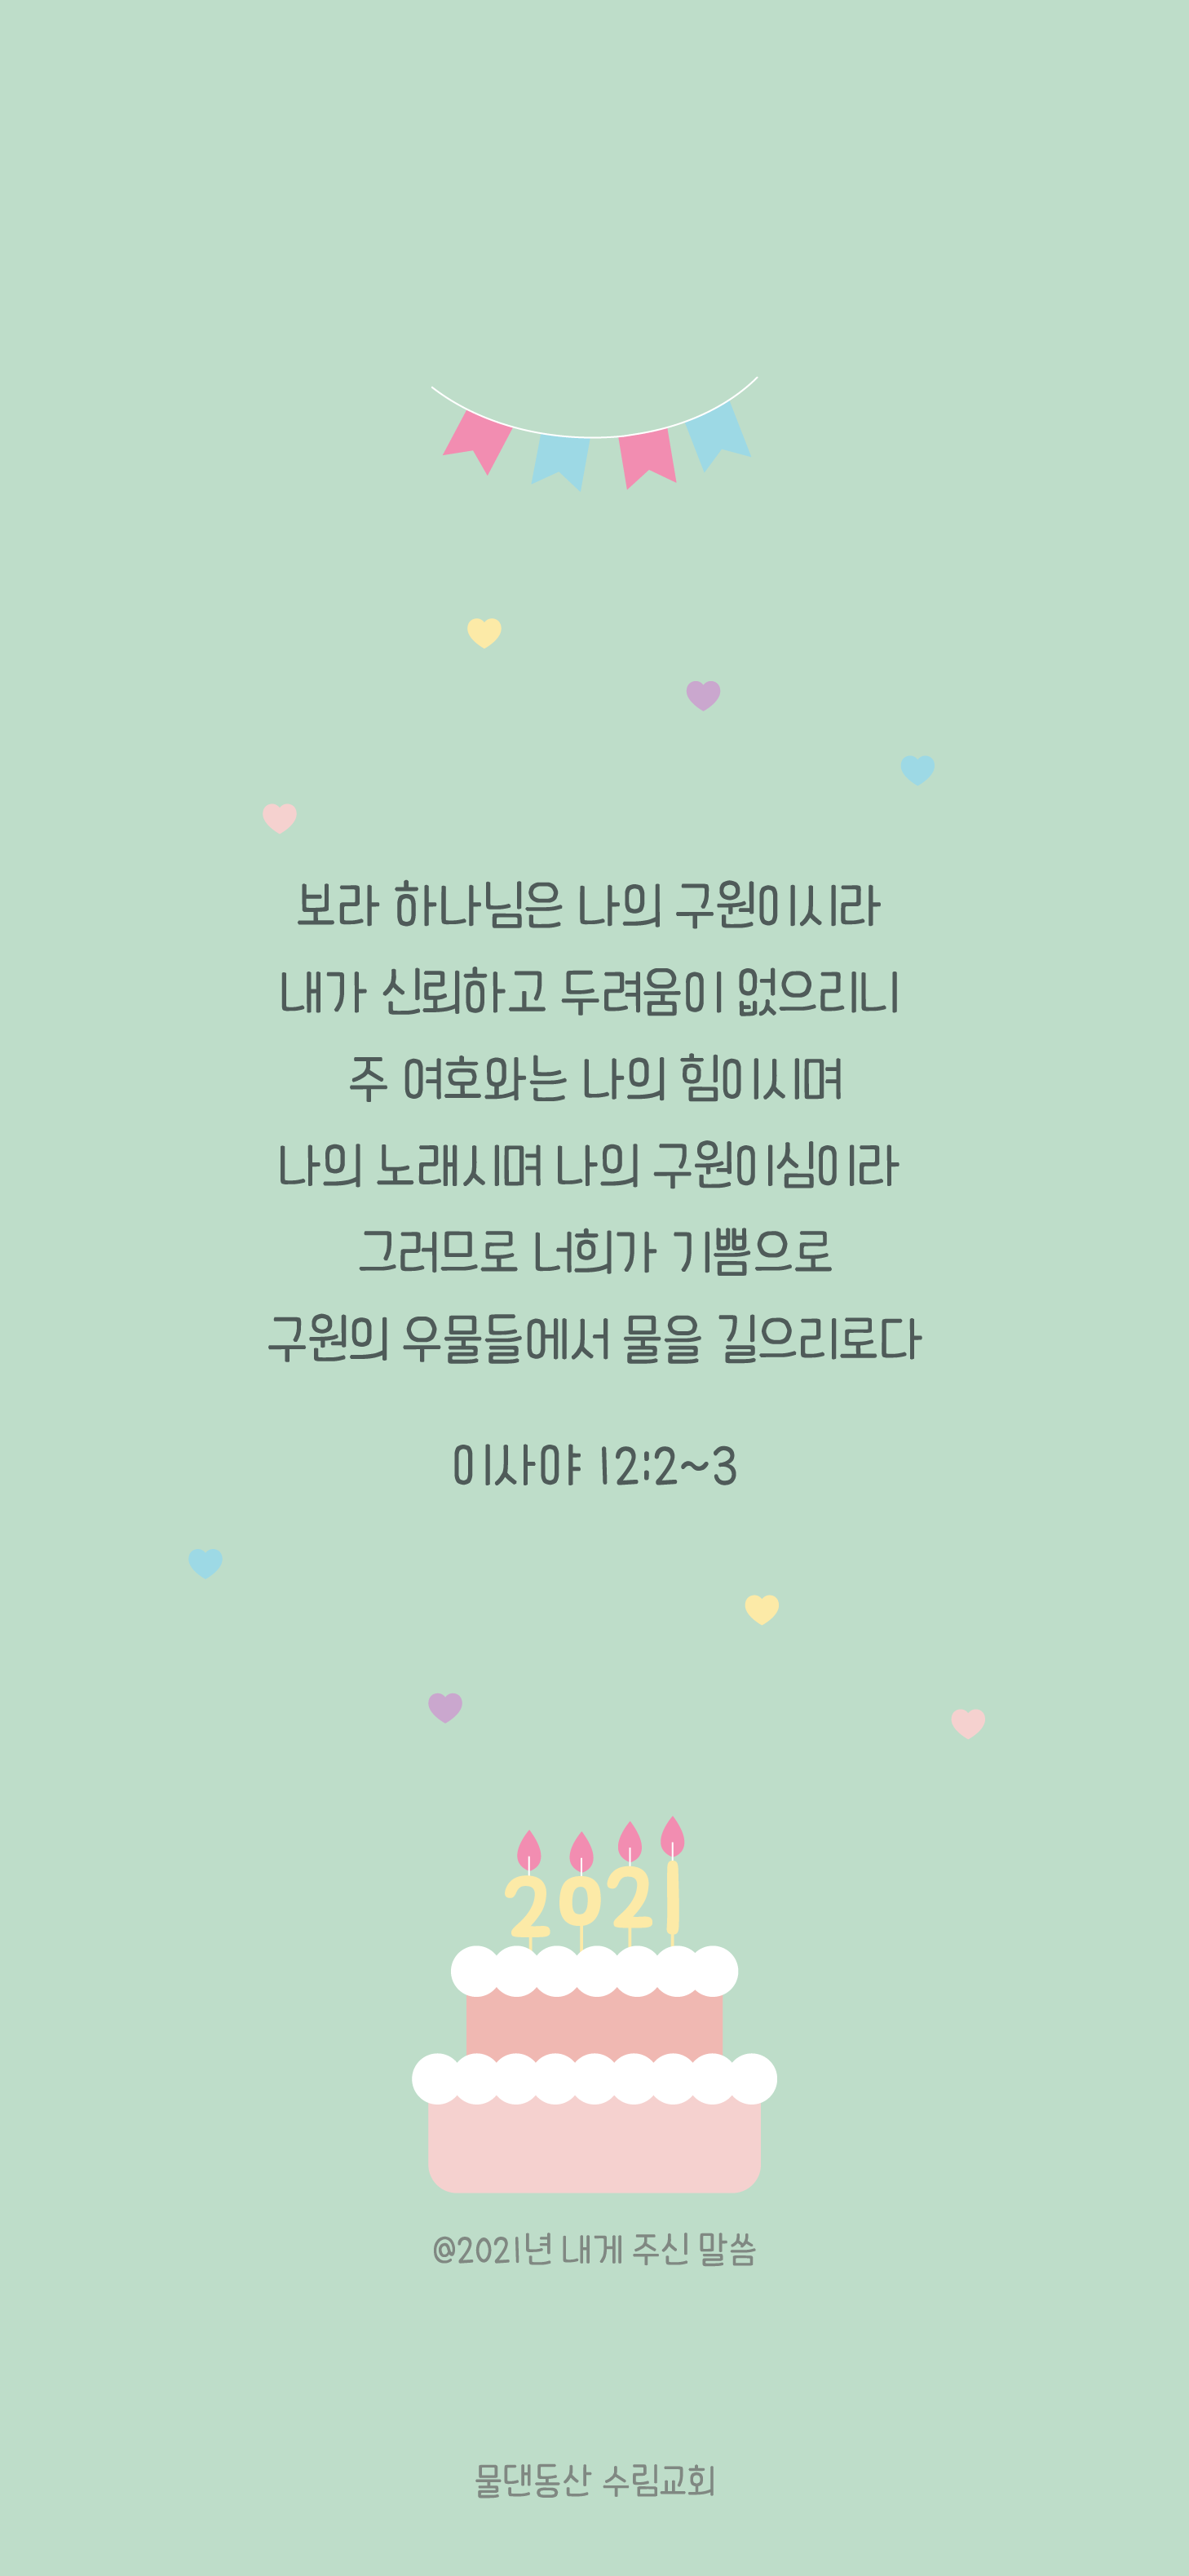 보라 하나님은 나의 구원이시라
내가 신뢰하고 두려움이 없으리니
주 여호와는 나의 힘이시며
나의 노래시며 나의 구원이심이라
그러므로 너희가 기쁨으로
구원의 우물들에서 물을 길으리로다
이사야 12:2~3
2021
@2021년 내게 주신 말씀
물댄동산 수림교회